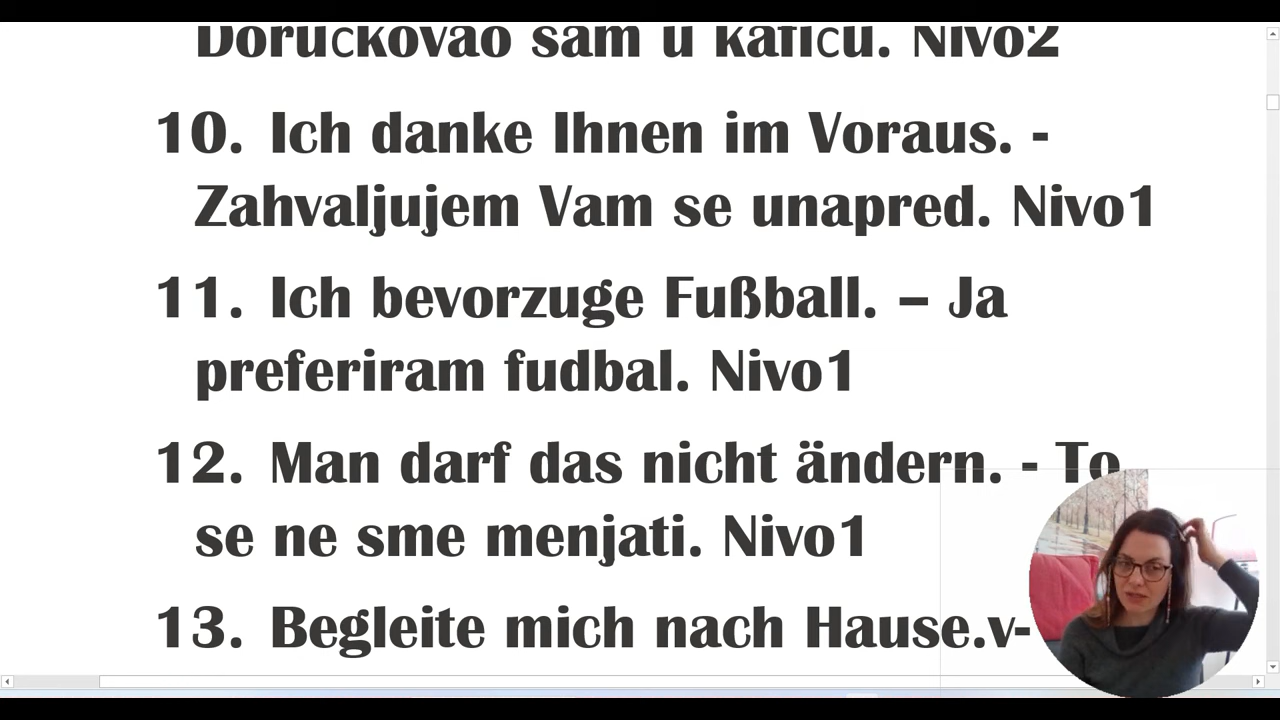 Doručkovao sam u kafiću. Nivo2
10. Ich danke Ihnen im Voraus. -
Zahvaljujem Vam se unapred. Nivo1
11. Ich bevorzuge Fußball. – Ja
preferiram fudbal. Nivo1
12. Man darf das nicht ändern. - To
se ne sme menjati. Nivo1
13. Begleite mich nach Hause.v-